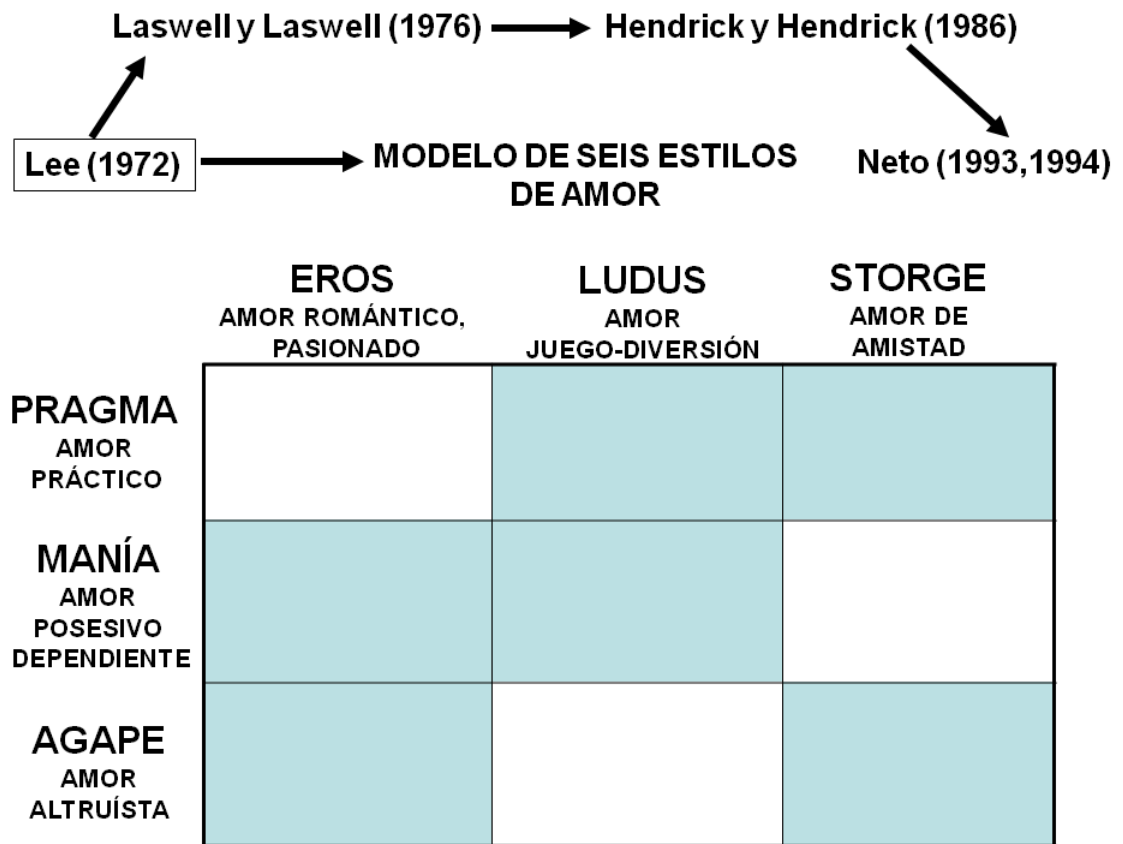 Laswell y Laswell (1976) Hendrick y Hendrick (1986)
Lee (1972) MODELO DE SEIS ESTILOS Neto (1993,1994)
DE AMOR
EROS LUDUS STORGE
AMOR ROMÁNTICO, AMOR AMOR DE
PASIONADO JUEGO-DIVERSIÓN AMISTAD
PRAGMA
AMOR
PRÁCTICO
MANÍA
AMOR
POSESIVO
DEPENDIENTE
AGAPE
AMOR
ALTRUÍSTA